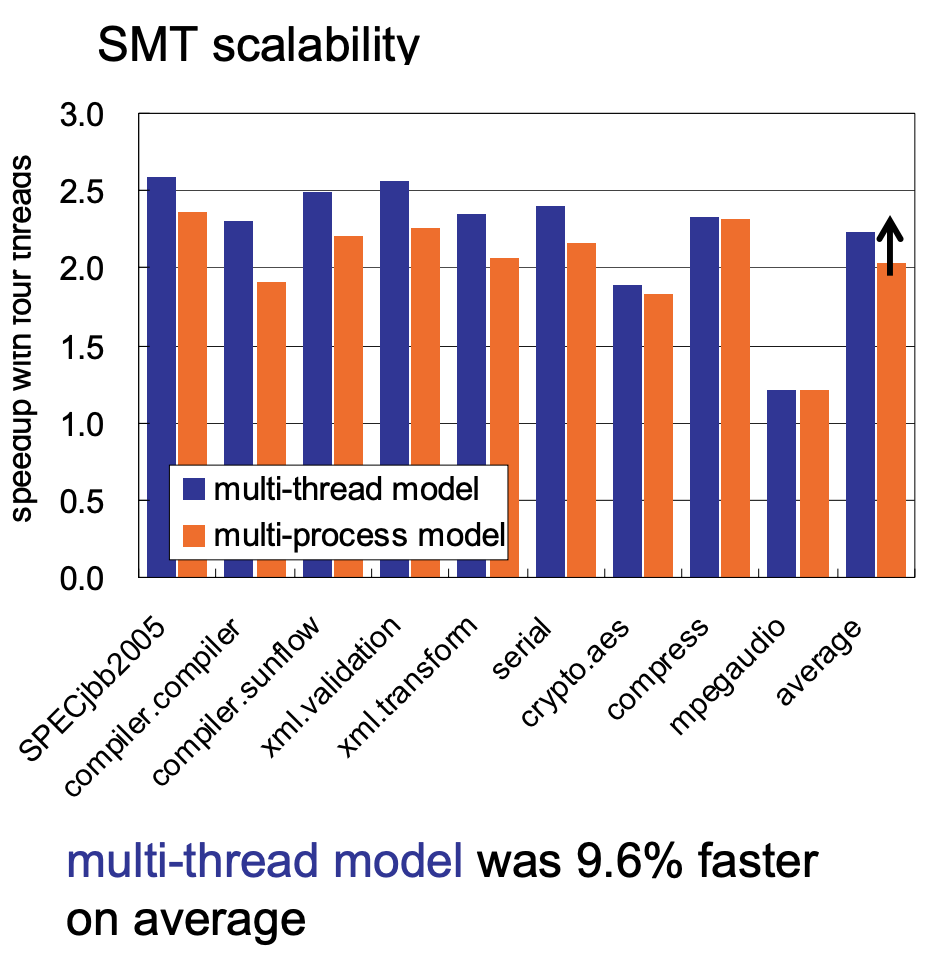 SMT scalability
speedup with four threads
3.0
2.5
2.0
1.5
1.0
0.5
0.0
multi-thread model
multi-process model
SPECjbb2005
compiler.compiler
compiler.sunflow
xml.validation
xml.transform
serial
crypto.aes
compress
mpegaudio
average
multi-thread model was 9.6% faster
on average